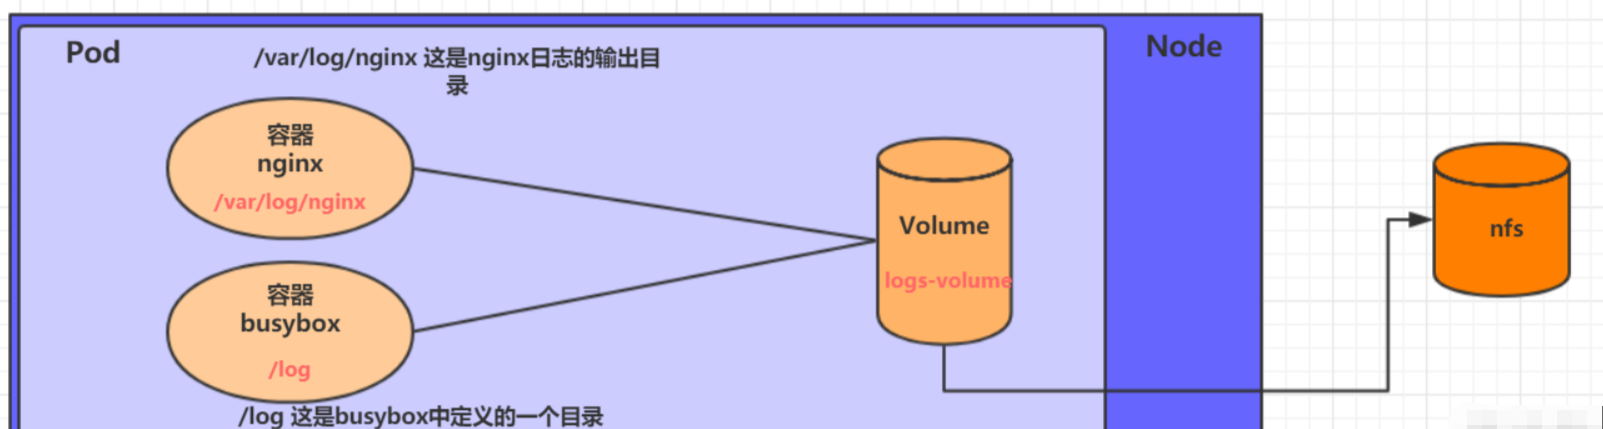 Pod
/var/log/nginx 这是nginx日志的输出目
录
Node
容器
nginx
/var/log/nginx
Volume
logs-volume
nfs
容器
busybox
/log
/log 这是busybox中定义的一个目录